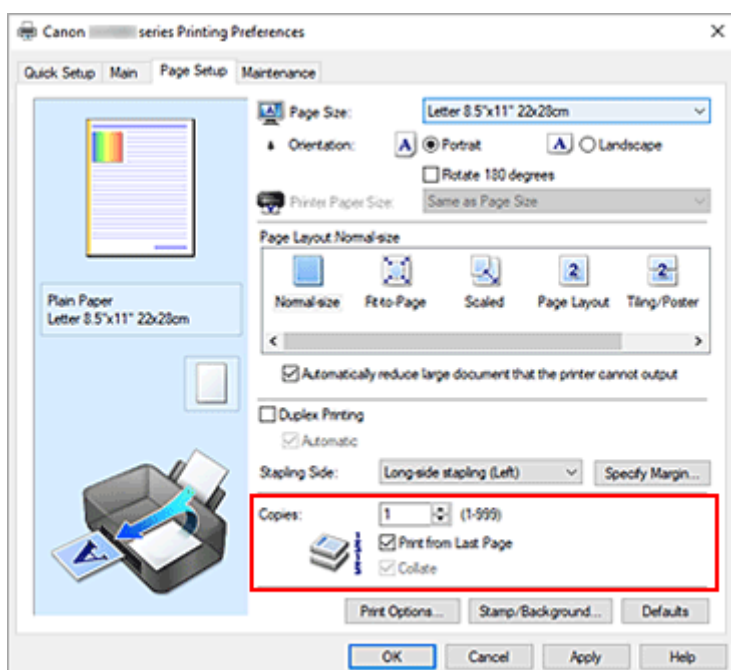 Canon series Printing Preferences
Quick Setup Main Page Setup Maintenance
Page Size: Letter 8.5"x11" 22x28cm
Orientation: A Portrait A Landscape
Rotate 180 degrees
Printer Paper Size: Same as Page Size
Page Layout:Normal-size
2 2
Normal-size Fit-to-Page Scaled Page Layout Tiling/Poster
Plain Paper
Letter 8.5"x11" 22x28cm
Automatically reduce large document that the printer cannot output
Duplex Printing
Automatic
Stapling Side: Long-side stapling (Left) Specify Margin...
Copies: 1 (1-999)
Print from Last Page
Collate
A
Print Options... Stamp/Background... Defaults
OK Cancel Apply Help